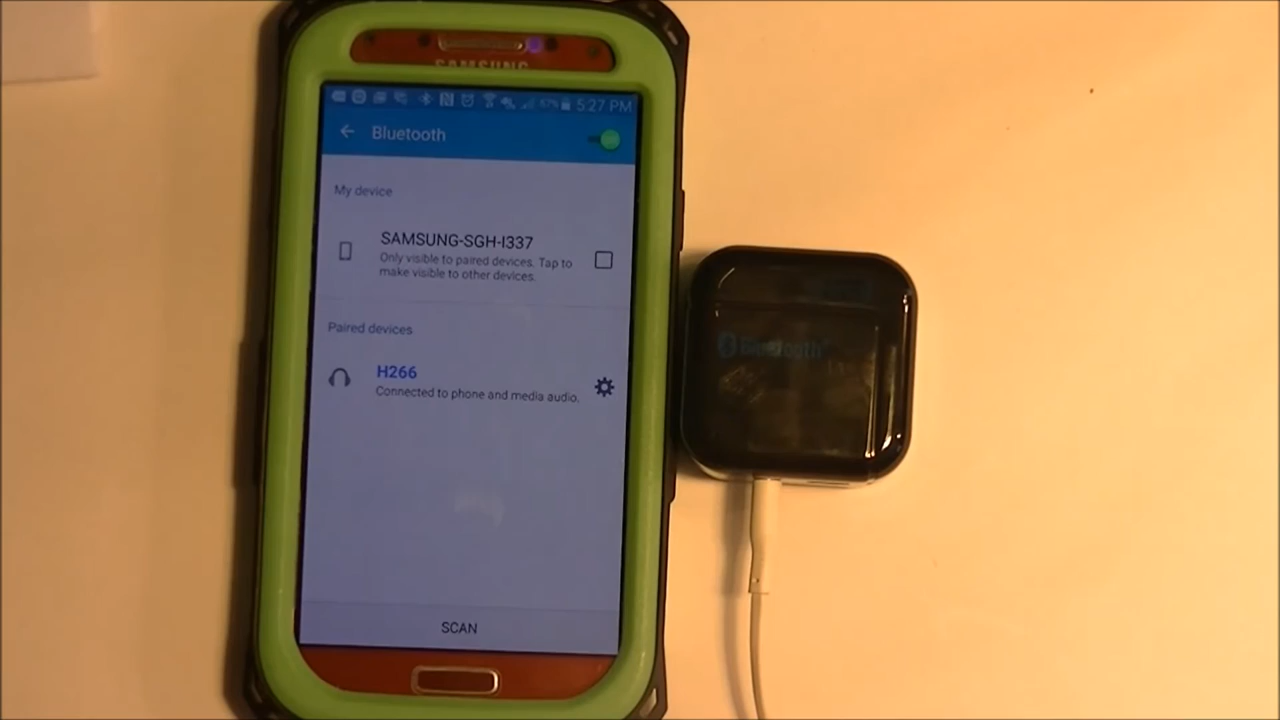 SAMSUNG
67% 5:27 PM
Bluetooth
My device
SAMSUNG-SGH-I337
Only visible to paired devices. Tap to
make visible to other devices.
Paired devices
H266
Connected to phone and media audio.
SCAN
Bluetooth